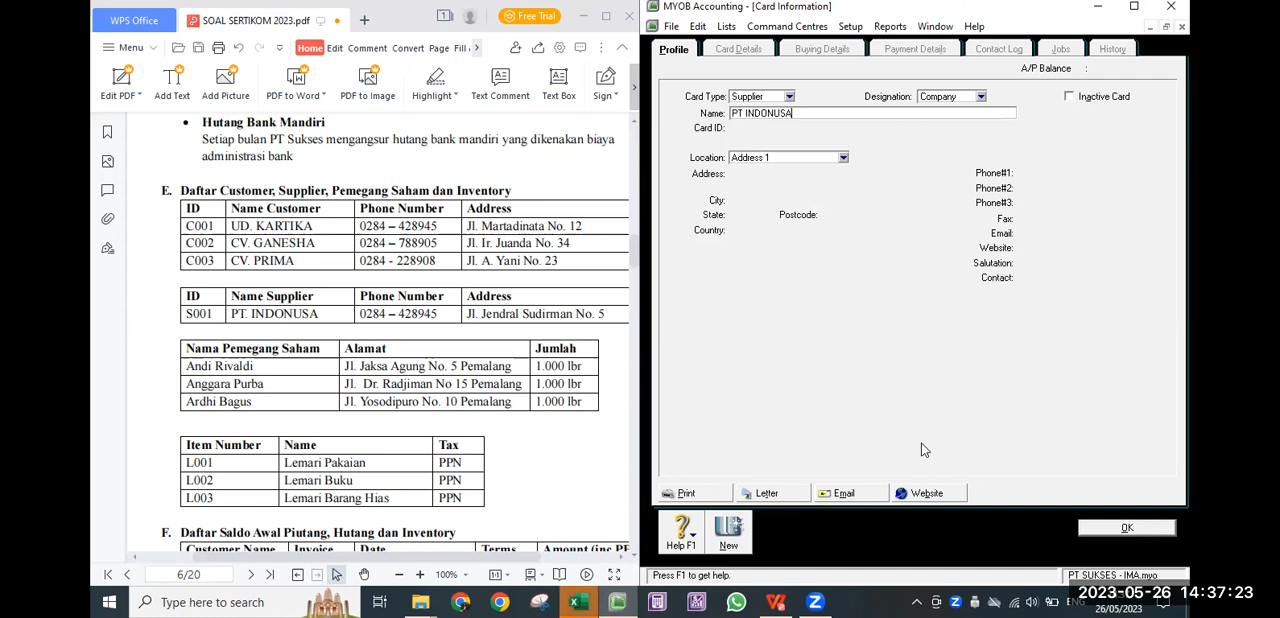 WPS Office SOAL SERTIKOM 2023.pdf 1 Free Trial
Menu Home Edit Comment Convert Page Fill
Edit PDF Add Text Add Picture PDF to Word PDF to Image Highlight Text Comment Text Box Sign
Hutang Bank Mandiri
Setiap bulan PT Sukses mengangsur hutang bank mandiri yang dikenakan biaya
administrasi bank
E. Daftar Customer, Supplier, Pemegang Saham dan Inventory
ID Name Customer Phone Number Address
C001 UD. KARTIKA 0284 – 428945 Jl. Martadinata No. 12
C002 CV. GANESHA 0284 – 788905 Jl. Ir. Juanda No. 34
C003 CV. PRIMA 0284 - 228908 Jl. A. Yani No. 23
ID Name Supplier Phone Number Address
S001 PT. INDONUSA 0284 – 428945 Jl. Jendral Sudirman No. 5
Nama Pemegang Saham Alamat Jumlah
Andi Rivaldi Jl. Jaksa Agung No. 5 Pemalang 1.000 lbr
Anggara Purba Jl. Dr. Radjiman No 15 Pemalang 1.000 lbr
Ardhi Bagus Jl. Yosodipuro No. 10 Pemalang 1.000 lbr
Item Number Name Tax
L001 Lemari Pakaian PPN
L002 Lemari Buku PPN
L003 Lemari Barang Hias PPN
F. Daftar Saldo Awal Piutang, Hutang dan Inventory
Customer Name Invoice Date Terms Amount (inc
6/20 100%
MYOB Accounting - [Card Information]
File Edit Lists Command Centres Setup Reports Window Help
Profile Card Details Buying Details Payment Details Contact Log Jobs History
A/P Balance :
Card Type: Supplier Designation: Company Inactive Card
Name: PT INDONUSA
Card ID:
Location: Address 1
Address: Phone#1:
Phone#2:
City: Phone#3:
State: Postcode: Fax:
Country: Email:
Website:
Salutation:
Contact:
Print Letter Email Website
Help F1 New OK
Press F1 to get help. PT SUKSES - IMA.myo
Type here to search
ENG
2023-05-26 14:37:23
26/05/2023